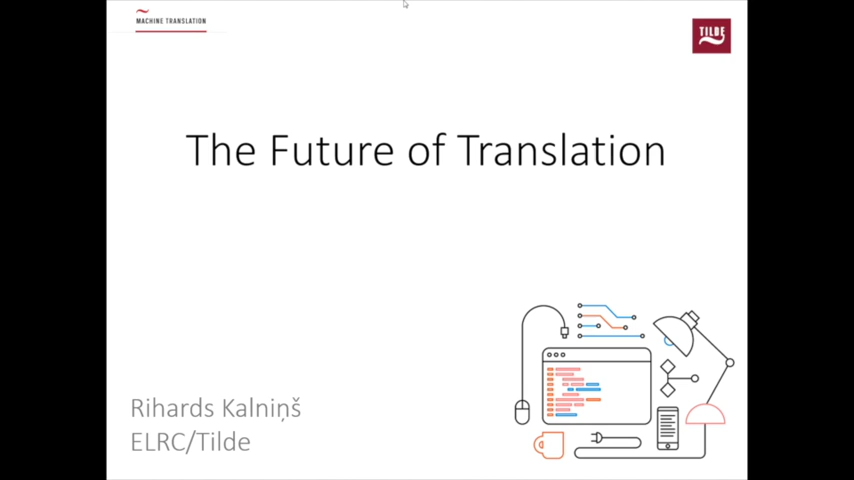 MACHINE TRANSLATION
TILDE
The Future of Translation
Rihards Kalniņš
ELRC/Tilde